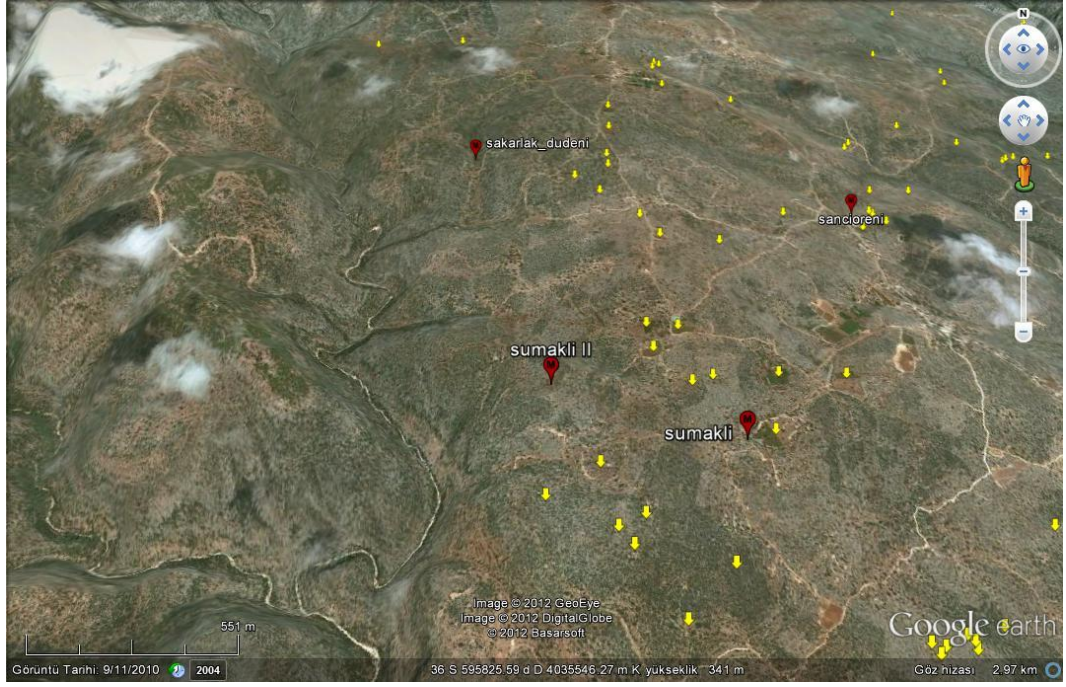 N
sakarlak_dudeni
sancioreni
sumakli II
sumakli
Image © 2012 GeoEye
Image © 2012 DigitalGlobe
© 2012 Basarsoft
Google earth
551 m
Görüntü Tarihi: 9/11/2010 2004 36 S 595825.59 d D 4035546.27 m K yükseklik 341 m Göz hizası 2.97 km